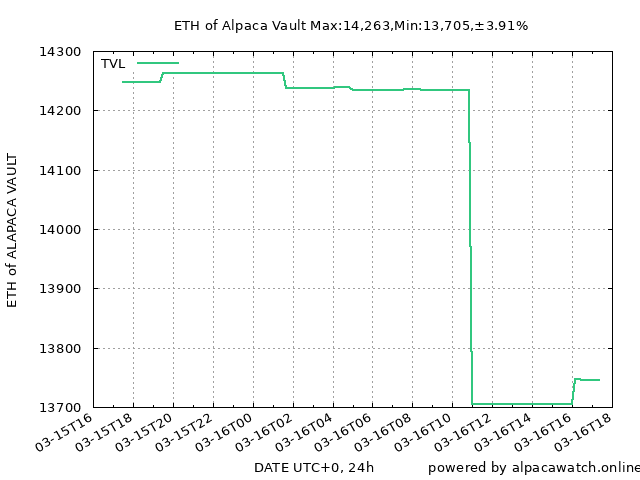 ETH of Alpaca Vault Max:14,263,Min:13,705,±3.91%
TVL
14300
14200
14100
14000
13900
13800
13700
ETH of ALAPACA VAULT
03-15T16
03-15T18
03-15T20
03-15T22
03-16T00
03-16T02
03-16T04
03-16T06
03-16T08
03-16T10
03-16T12
03-16T14
03-16T16
03-16T18
DATE UTC+0, 24h
powered by alpacawatch.online